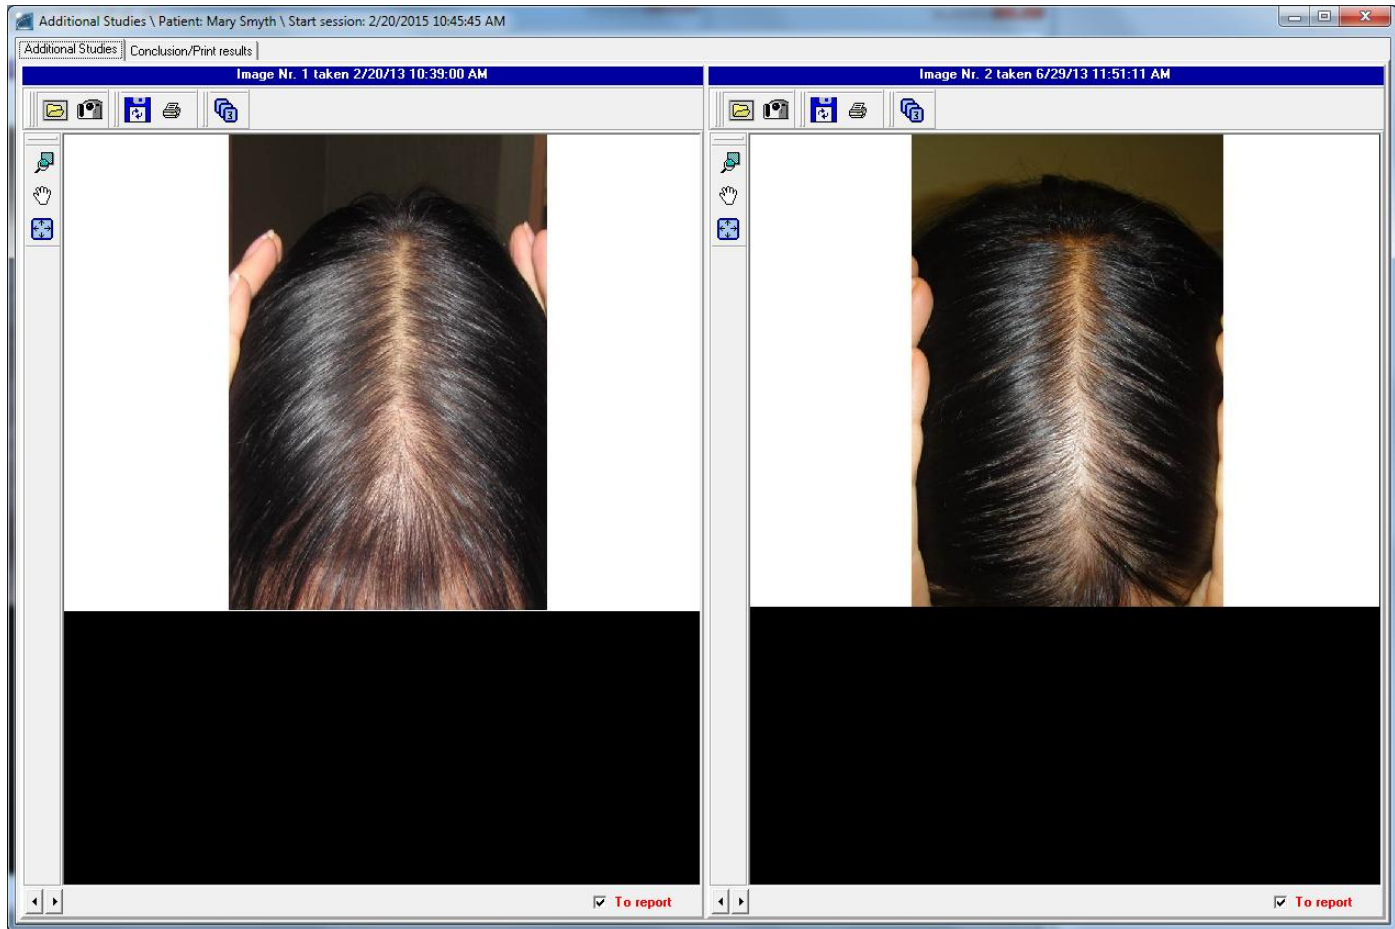 Additional Studies \ Patient: Mary Smyth \ Start session: 2/20/2015 10:45:45 AM
Additional Studies
Conclusion/Print results
Image Nr. 1 taken 2/20/13 10:39:00 AM
Image Nr. 2 taken 6/29/13 11:51:11 AM
3
3
To report
To report